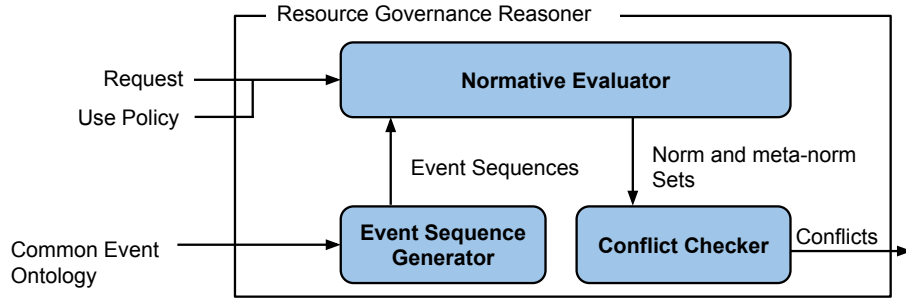 Resource Governance Reasoner
Request
Use Policy
Normative Evaluator
Event Sequences
Norm and meta-norm
Sets
Common Event
Ontology
Event Sequence
Generator
Conflict Checker
Conflicts